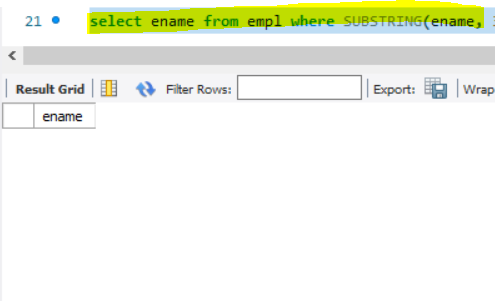 21 select ename from empl where SUBSTRING(ename,
Result Grid Filter Rows: Export: Wrap
ename